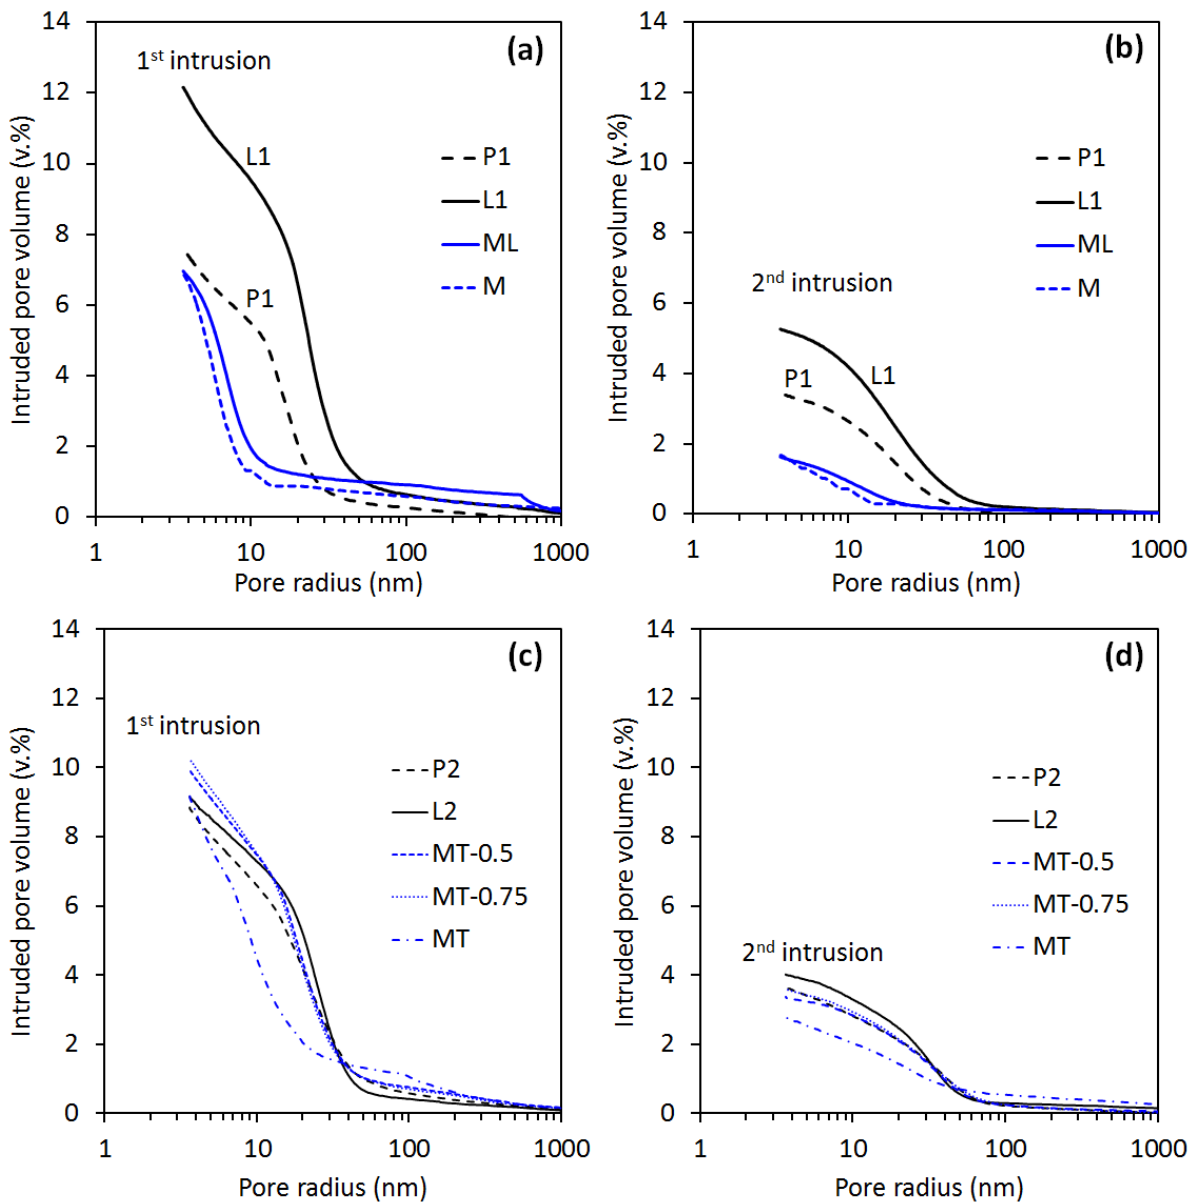 (a)
1st intrusion
L1
P1
P1
L1
ML
M
14
12
10
8
6
4
2
0
1
10
100
1000
Intruded pore volume (v.%)
Pore radius (nm)
(b)
2nd intrusion
P1
L1
P1
L1
ML
M
14
12
10
8
6
4
2
0
1
10
100
1000
Intruded pore volume (v.%)
Pore radius (nm)
(c)
1st intrusion
P2
L2
MT-0.5
MT-0.75
MT
14
12
10
8
6
4
2
0
1
10
100
1000
Intruded pore volume (v.%)
Pore radius (nm)
(d)
2nd intrusion
P2
L2
MT-0.5
MT-0.75
MT
14
12
10
8
6
4
2
0
1
10
100
1000
Intruded pore volume (v.%)
Pore radius (nm)